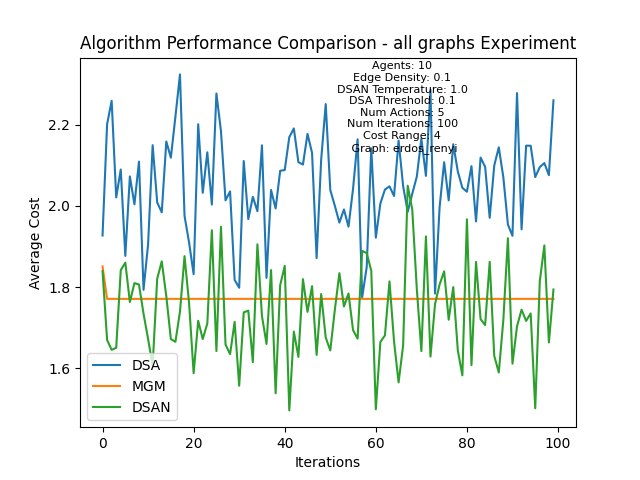 Algorithm Performance Comparison - all graphs Experiment
Agents: 10
Edge Density: 0.1
DSAN Temperature: 1.0
DSA Threshold: 0.1
Num Actions: 5
Num Iterations: 100
Cost Range: 4
Graph: erdos_renyi
Average Cost
2.2
2.0
1.8
1.6
DSA
MGM
DSAN
0
20
40
60
80
100
Iterations